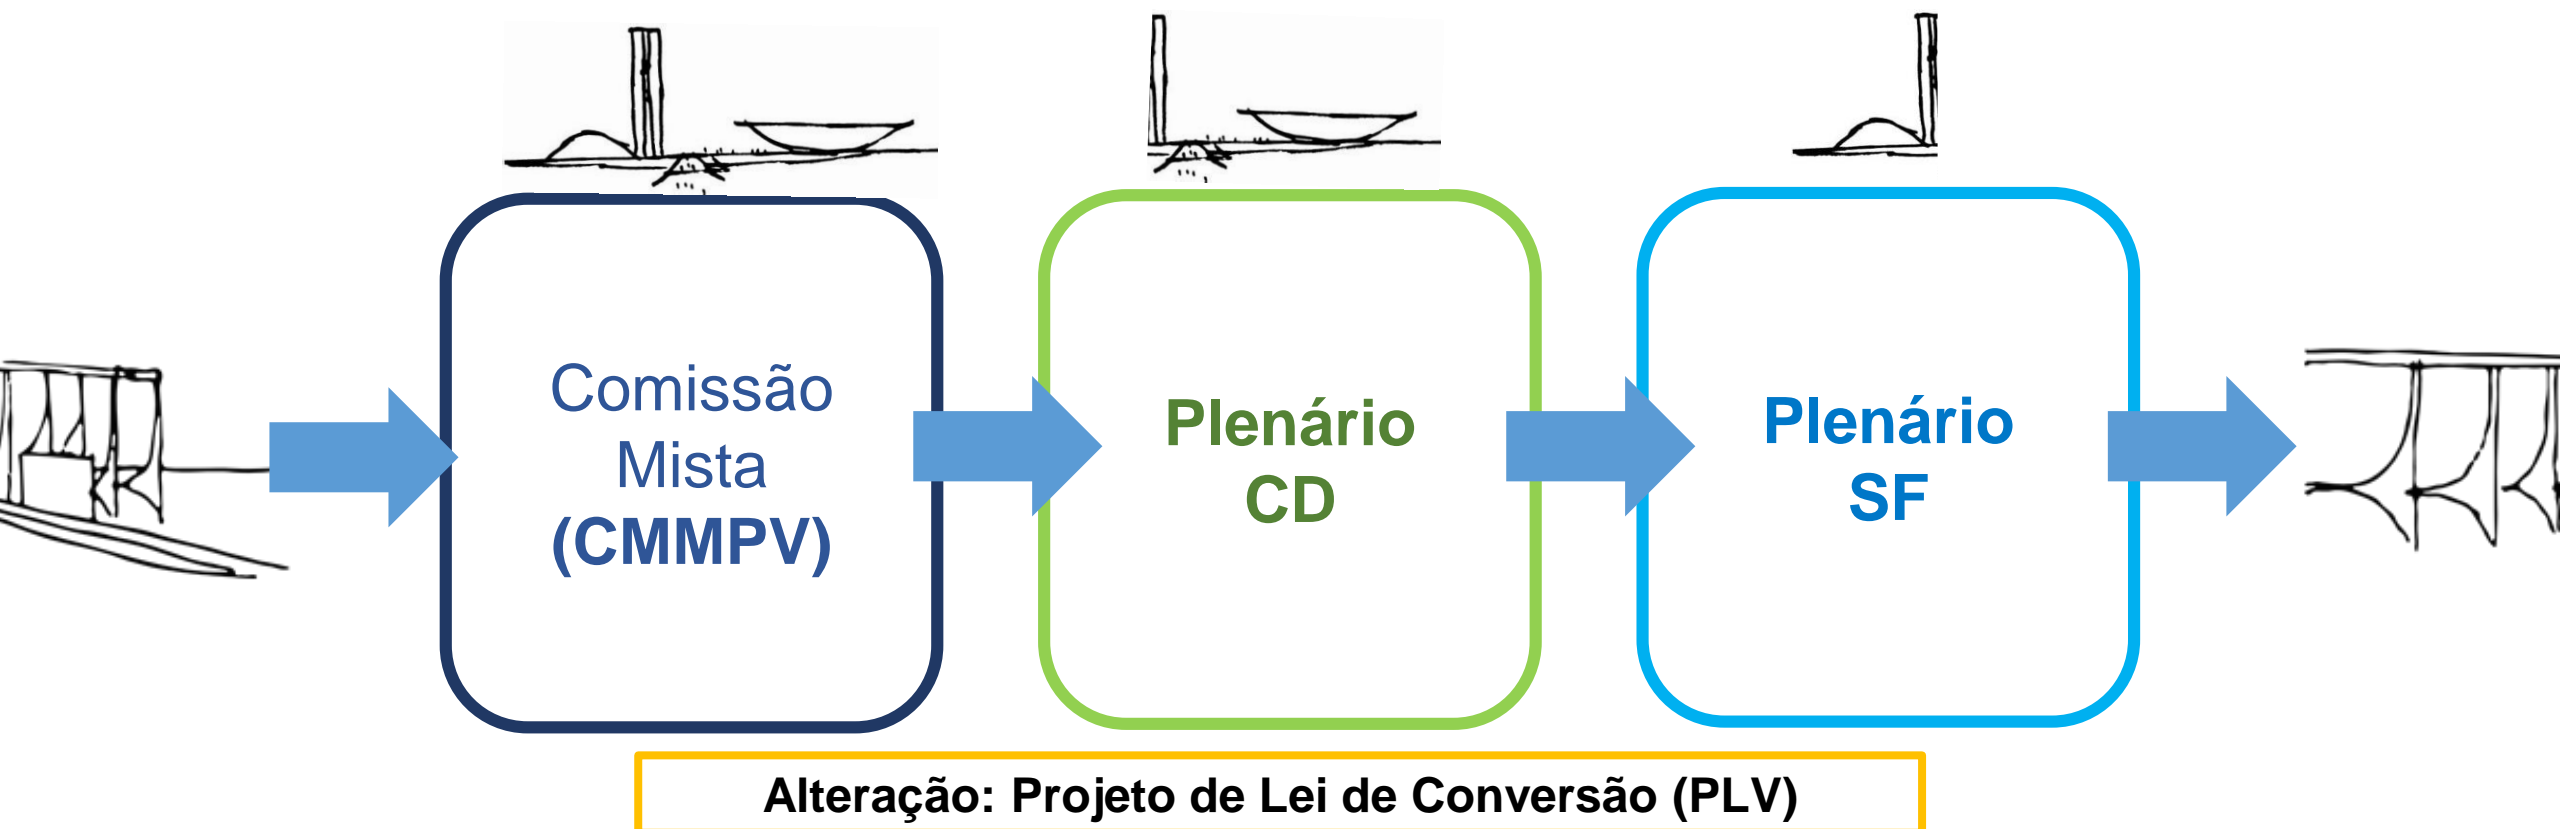 Comissão
Mista
(CMMPV)
Plenário
CD
Plenário
SF
Alteração: Projeto de Lei de Conversão (PLV)